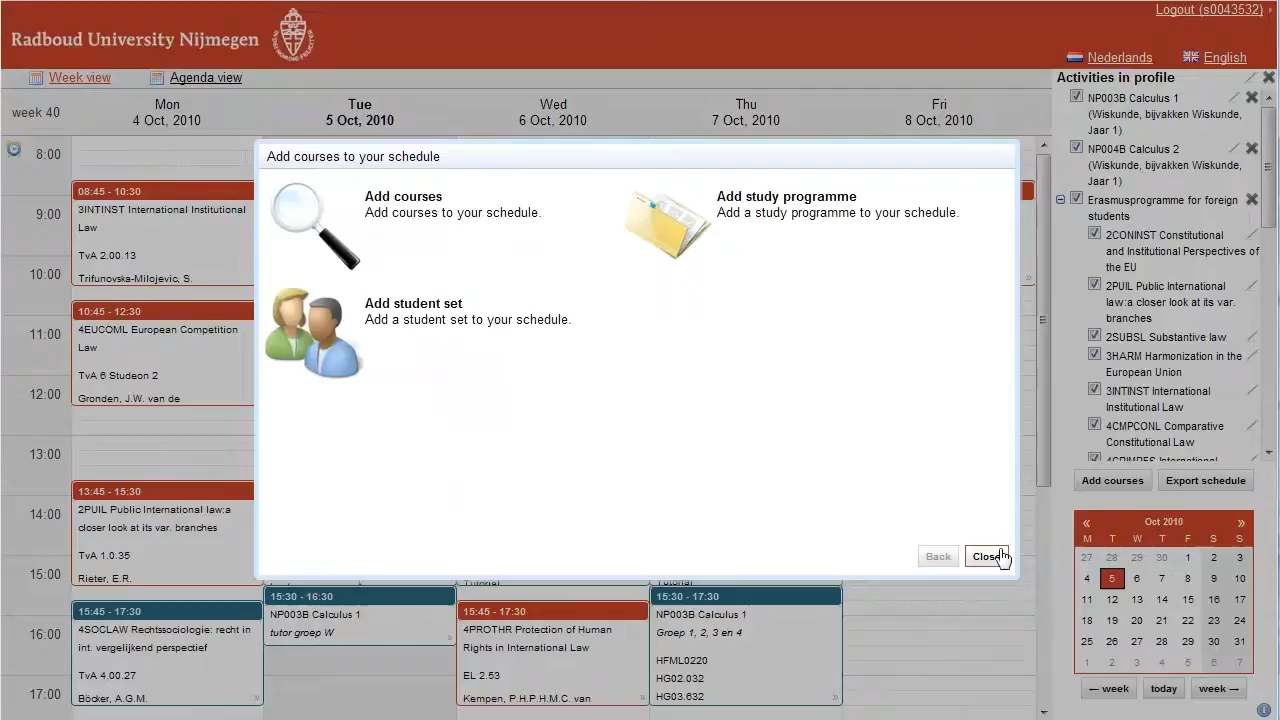 Logout (s0043532)
Radboud University Nijmegen
Nederlands
English
Week view
Agenda view
week 40
Mon
4 Oct, 2010
Tue
5 Oct, 2010
Wed
6 Oct, 2010
Thu
7 Oct, 2010
Fri
8 Oct, 2010
8:00
9:00
10:00
11:00
12:00
13:00
14:00
15:00
16:00
17:00
08:45 - 10:30
3INTINST International Institutional
Law
TvA 2.00.13
Trifunovska-Milojevic, S.
10:45 - 12:30
4EUCOML European Competition
Law
TvA 6 Studeon 2
Gronden, J.W. van de
13:45 - 15:30
2PUIL Public International law:a
closer look at its var. branches
TvA 1.0.35
Rieter, E.R.
15:45 - 17:30
4SOCLAW Rechtssociologie: recht in
int. vergelijkend perspectief
TvA 4.00.27
Böcker, A.G.M.
15:30 - 16:30
NP003B Calculus 1
tutor groep W
Tutorial
15:45 - 17:30
4PROTHR Protection of Human
Rights in International Law
EL 2.53
Kempen, P.H.P.H.M.C. van
Tutorial
15:30 - 17:30
NP003B Calculus 1
Groep 1, 2, 3 en 4
HFML0220
HG02.032
HG03.632
Add courses to your schedule
Add courses
Add courses to your schedule.
Add study programme
Add a study programme to your schedule.
Add student set
Add a student set to your schedule.
Back
Close
Activities in profile
NP003B Calculus 1
(Wiskunde, bijvakken Wiskunde,
Jaar 1)
NP004B Calculus 2
(Wiskunde, bijvakken Wiskunde,
Jaar 1)
Erasmusprogramme for foreign
students
2CONINST Constitutional
and Institutional Perspectives of
the EU
2PUIL Public International
law:a closer look at its var.
branches
2SUBSL Substantive law
3HARM Harmonization in the
European Union
3INTINST International
Institutional Law
4CMPCONL Comparative
Constitutional Law
Add courses
Export schedule
« Oct 2010 »
M T W T F S S
27 28 29 30 1 2 3
4 5 6 7 8 9 10
11 12 13 14 15 16 17
18 19 20 21 22 23 24
25 26 27 28 29 30 31
1 2 3 4 5 6 7
← week
today
week →